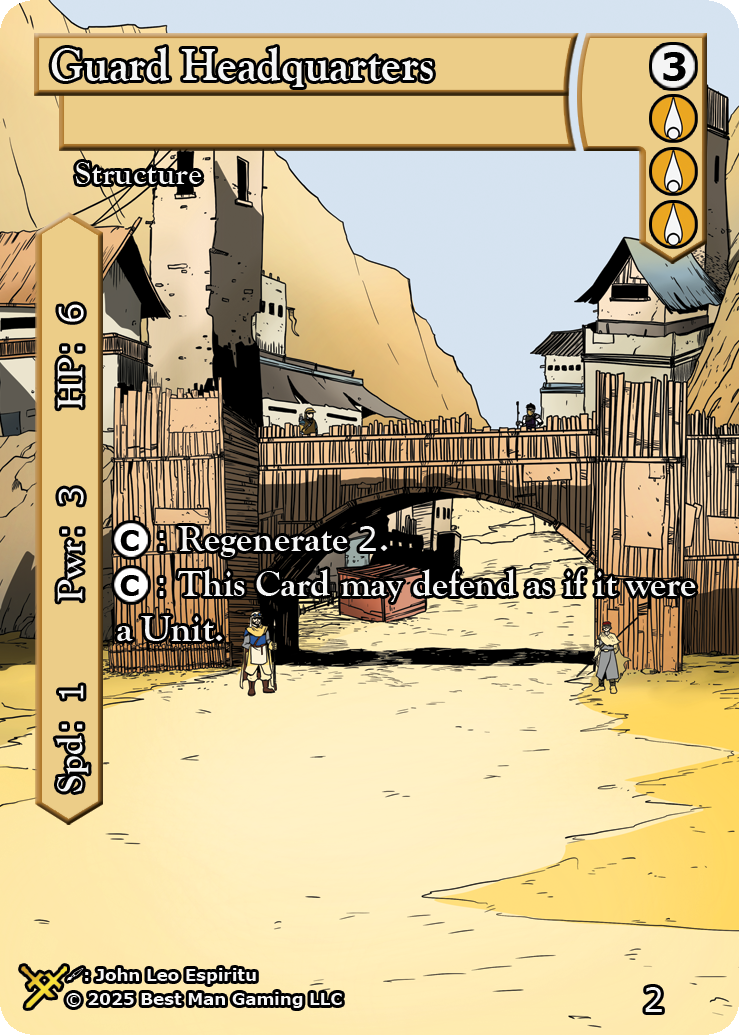 Guard Headquarters
3
Structure
HP: 6
Pwr: 3
Spd: 1
C : Regenerate 2.
C : This Card may defend as if it were
a Unit.
: John Leo Espiritu
© 2025 Best Man Gaming LLC
2